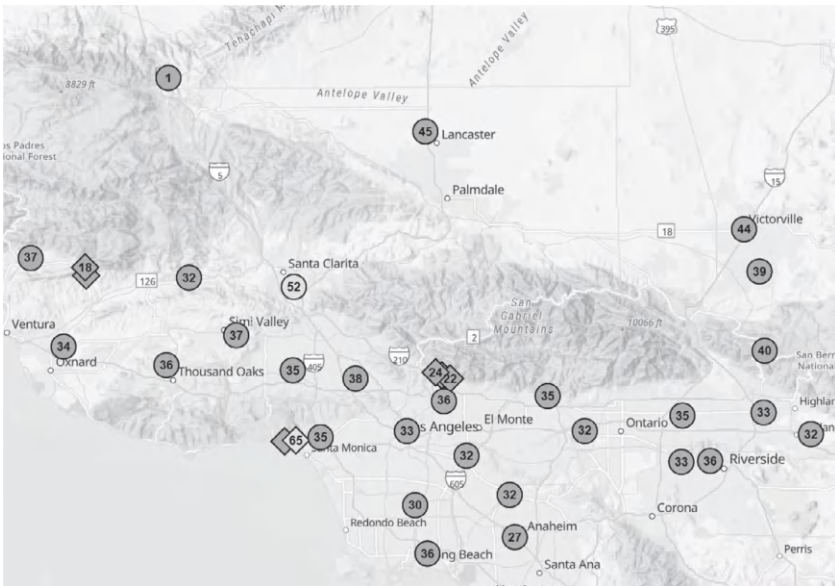 395
Tehachapi
Antelope Valley
8829 ft
1
Antelope Valley
45
Lancaster
os Padres
ional Forest
5
15
Palmdale
18
Victorville
44
37
18
126
32
Santa Clarita
52
39
San
Gabriel
Mountains
10066 ft
2
Ventura
Simi Valley
37
34
Oxnard
36
Thousand Oaks
35
405
38
210
24
22
36
40
San Bern
National
35
Highlan
33
35
Ontario
32
El Monte
s Angeles
33
32
65
35
Santa Monica
32
605
33
36
Riverside
30
32
Redondo Beach
Anaheim
27
Corona
36
ng Beach
Santa Ana
Perris